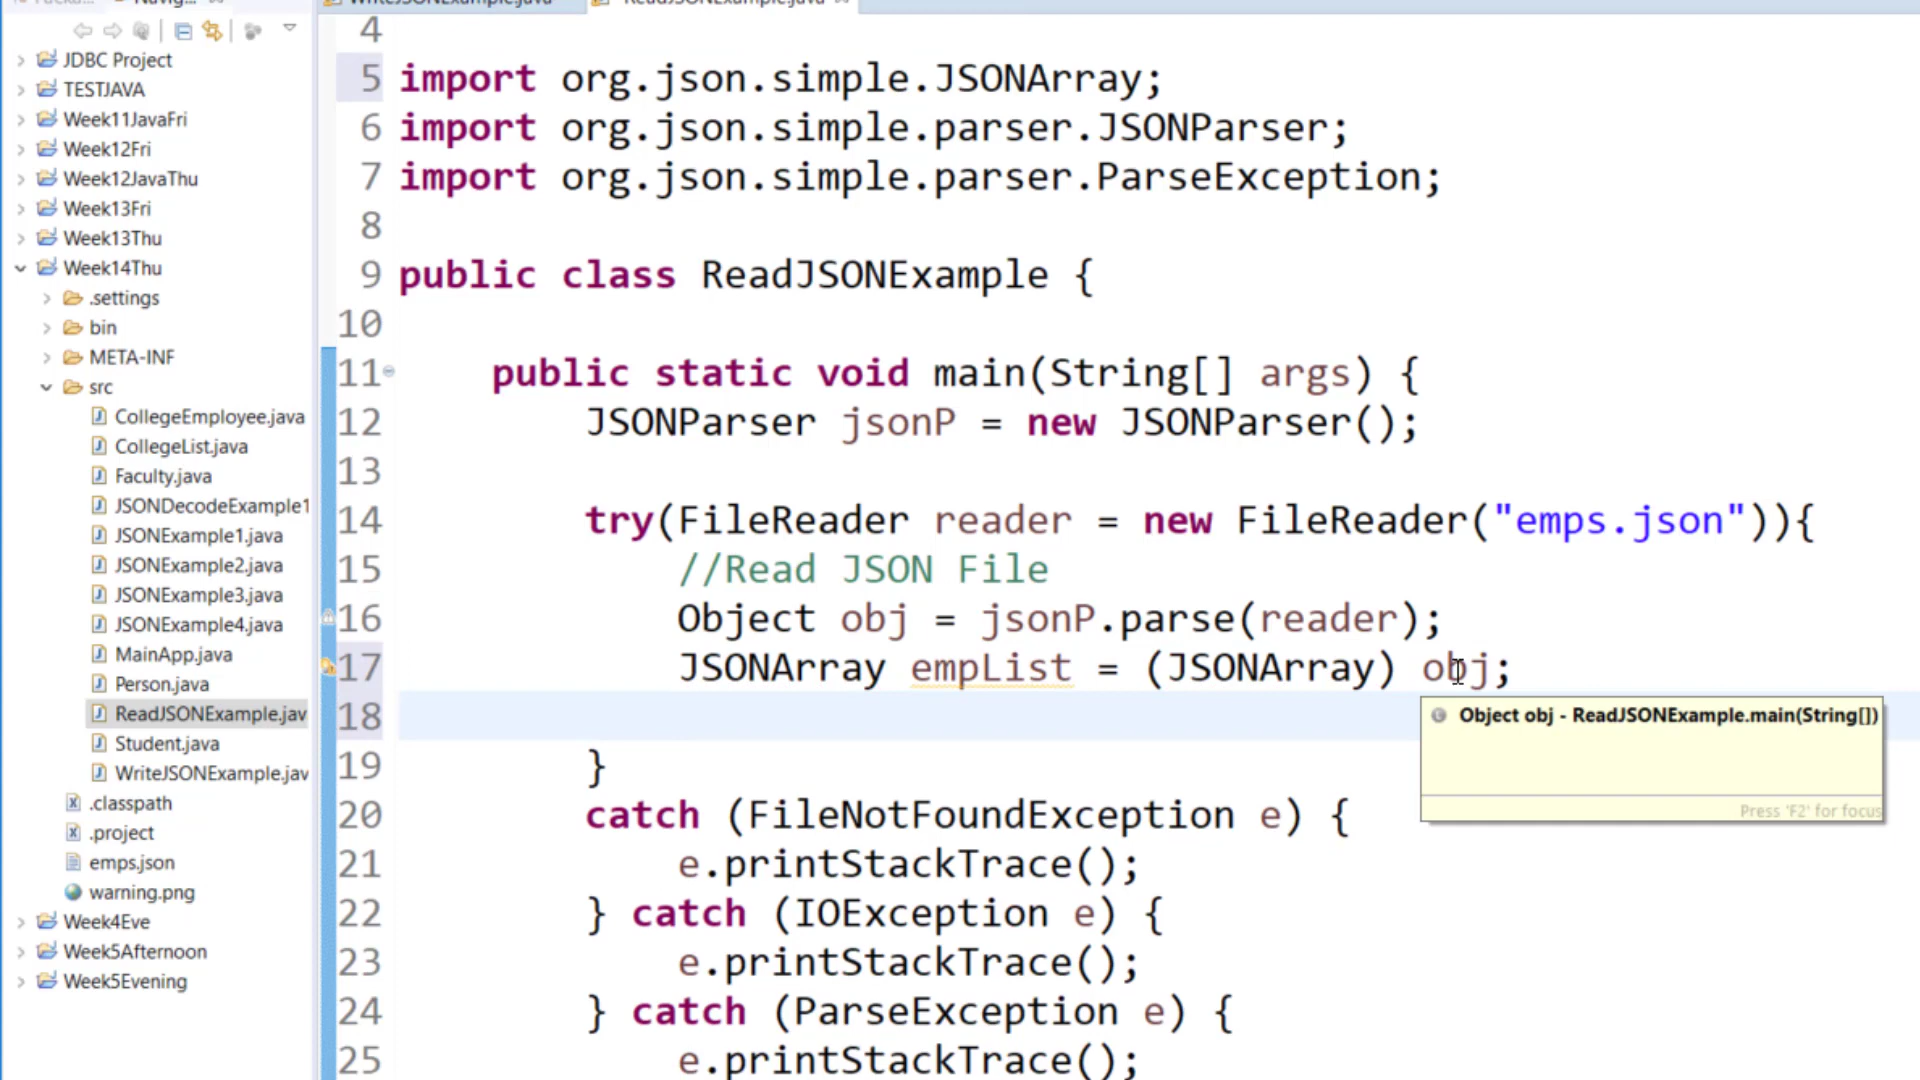 WriteJSONExample.java
ReadJSONExample.java
JDBC Project
TESTJAVA
Week11JavaFri
Week12Fri
Week12JavaThu
Week13Fri
Week13Thu
Week14Thu
.settings
bin
META-INF
src
CollegeEmployee.java
CollegeList.java
Faculty.java
JSONDecodeExample1
JSONExample1.java
JSONExample2.java
JSONExample3.java
JSONExample4.java
MainApp.java
Person.java
ReadJSONExample.jav
Student.java
WriteJSONExample.jav
.classpath
.project
emps.json
warning.png
Week4Eve
Week5Afternoon
Week5Evening
4
5 import org.json.simple.JSONArray;
6 import org.json.simple.parser.JSONParser;
7 import org.json.simple.parser.ParseException;
8
9 public class ReadJSONExample {
10
11 public static void main(String[] args) {
12 JSONParser jsonP = new JSONParser();
13
14 try(FileReader reader = new FileReader("emps.json")){
15 //Read JSON File
16 Object obj = jsonP.parse(reader);
17 JSONArray empList = (JSONArray) obj;
18
Object obj - ReadJSONExample.main(String[])
Press 'F2' for focus
19 }
20 catch (FileNotFoundException e) {
21 e.printStackTrace();
22 } catch (IOException e) {
23 e.printStackTrace();
24 } catch (ParseException e) {
25 e.printStackTrace();